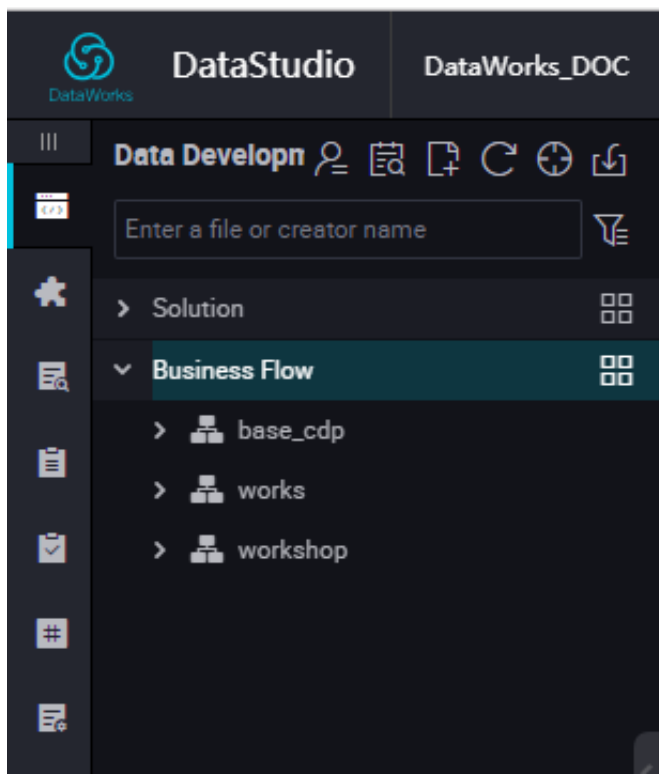 DataWorks
DataStudio
DataWorks_DOC
Data Developn
Enter a file or creator name
Solution
Business Flow
base_cdp
works
workshop